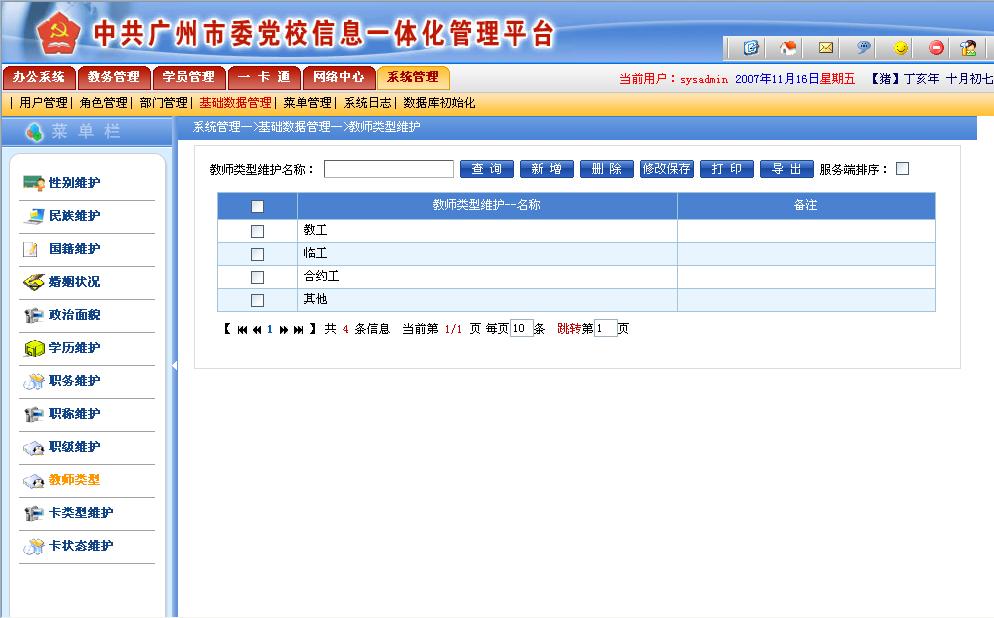 中共广州市委党校信息一体化管理平台
办公系统 教务管理 学员管理 一 卡 通 网络中心 系统管理 当前用户：sysadmin 2007年11月16日星期五 【猪】丁亥年 十月初七
| 用户管理| 角色管理| 部门管理| 基础数据管理| 菜单管理| 系统日志| 数据库初始化
菜 单 栏
系统管理—>基础数据管理—>教师类型维护
性别维护
民族维护
国籍维护
婚姻状况
政治面貌
学历维护
职务维护
职称维护
职级维护
教师类型
卡类型维护
卡状态维护
教师类型维护名称： 查 询 新 增 删 除 修改保存 打 印 导 出 服务端排序：
教师类型维护--名称 备注
教工
临工
合约工
其他
【 1 】共 4 条信息 当前第 1/1 页 每页10条 跳转第1页